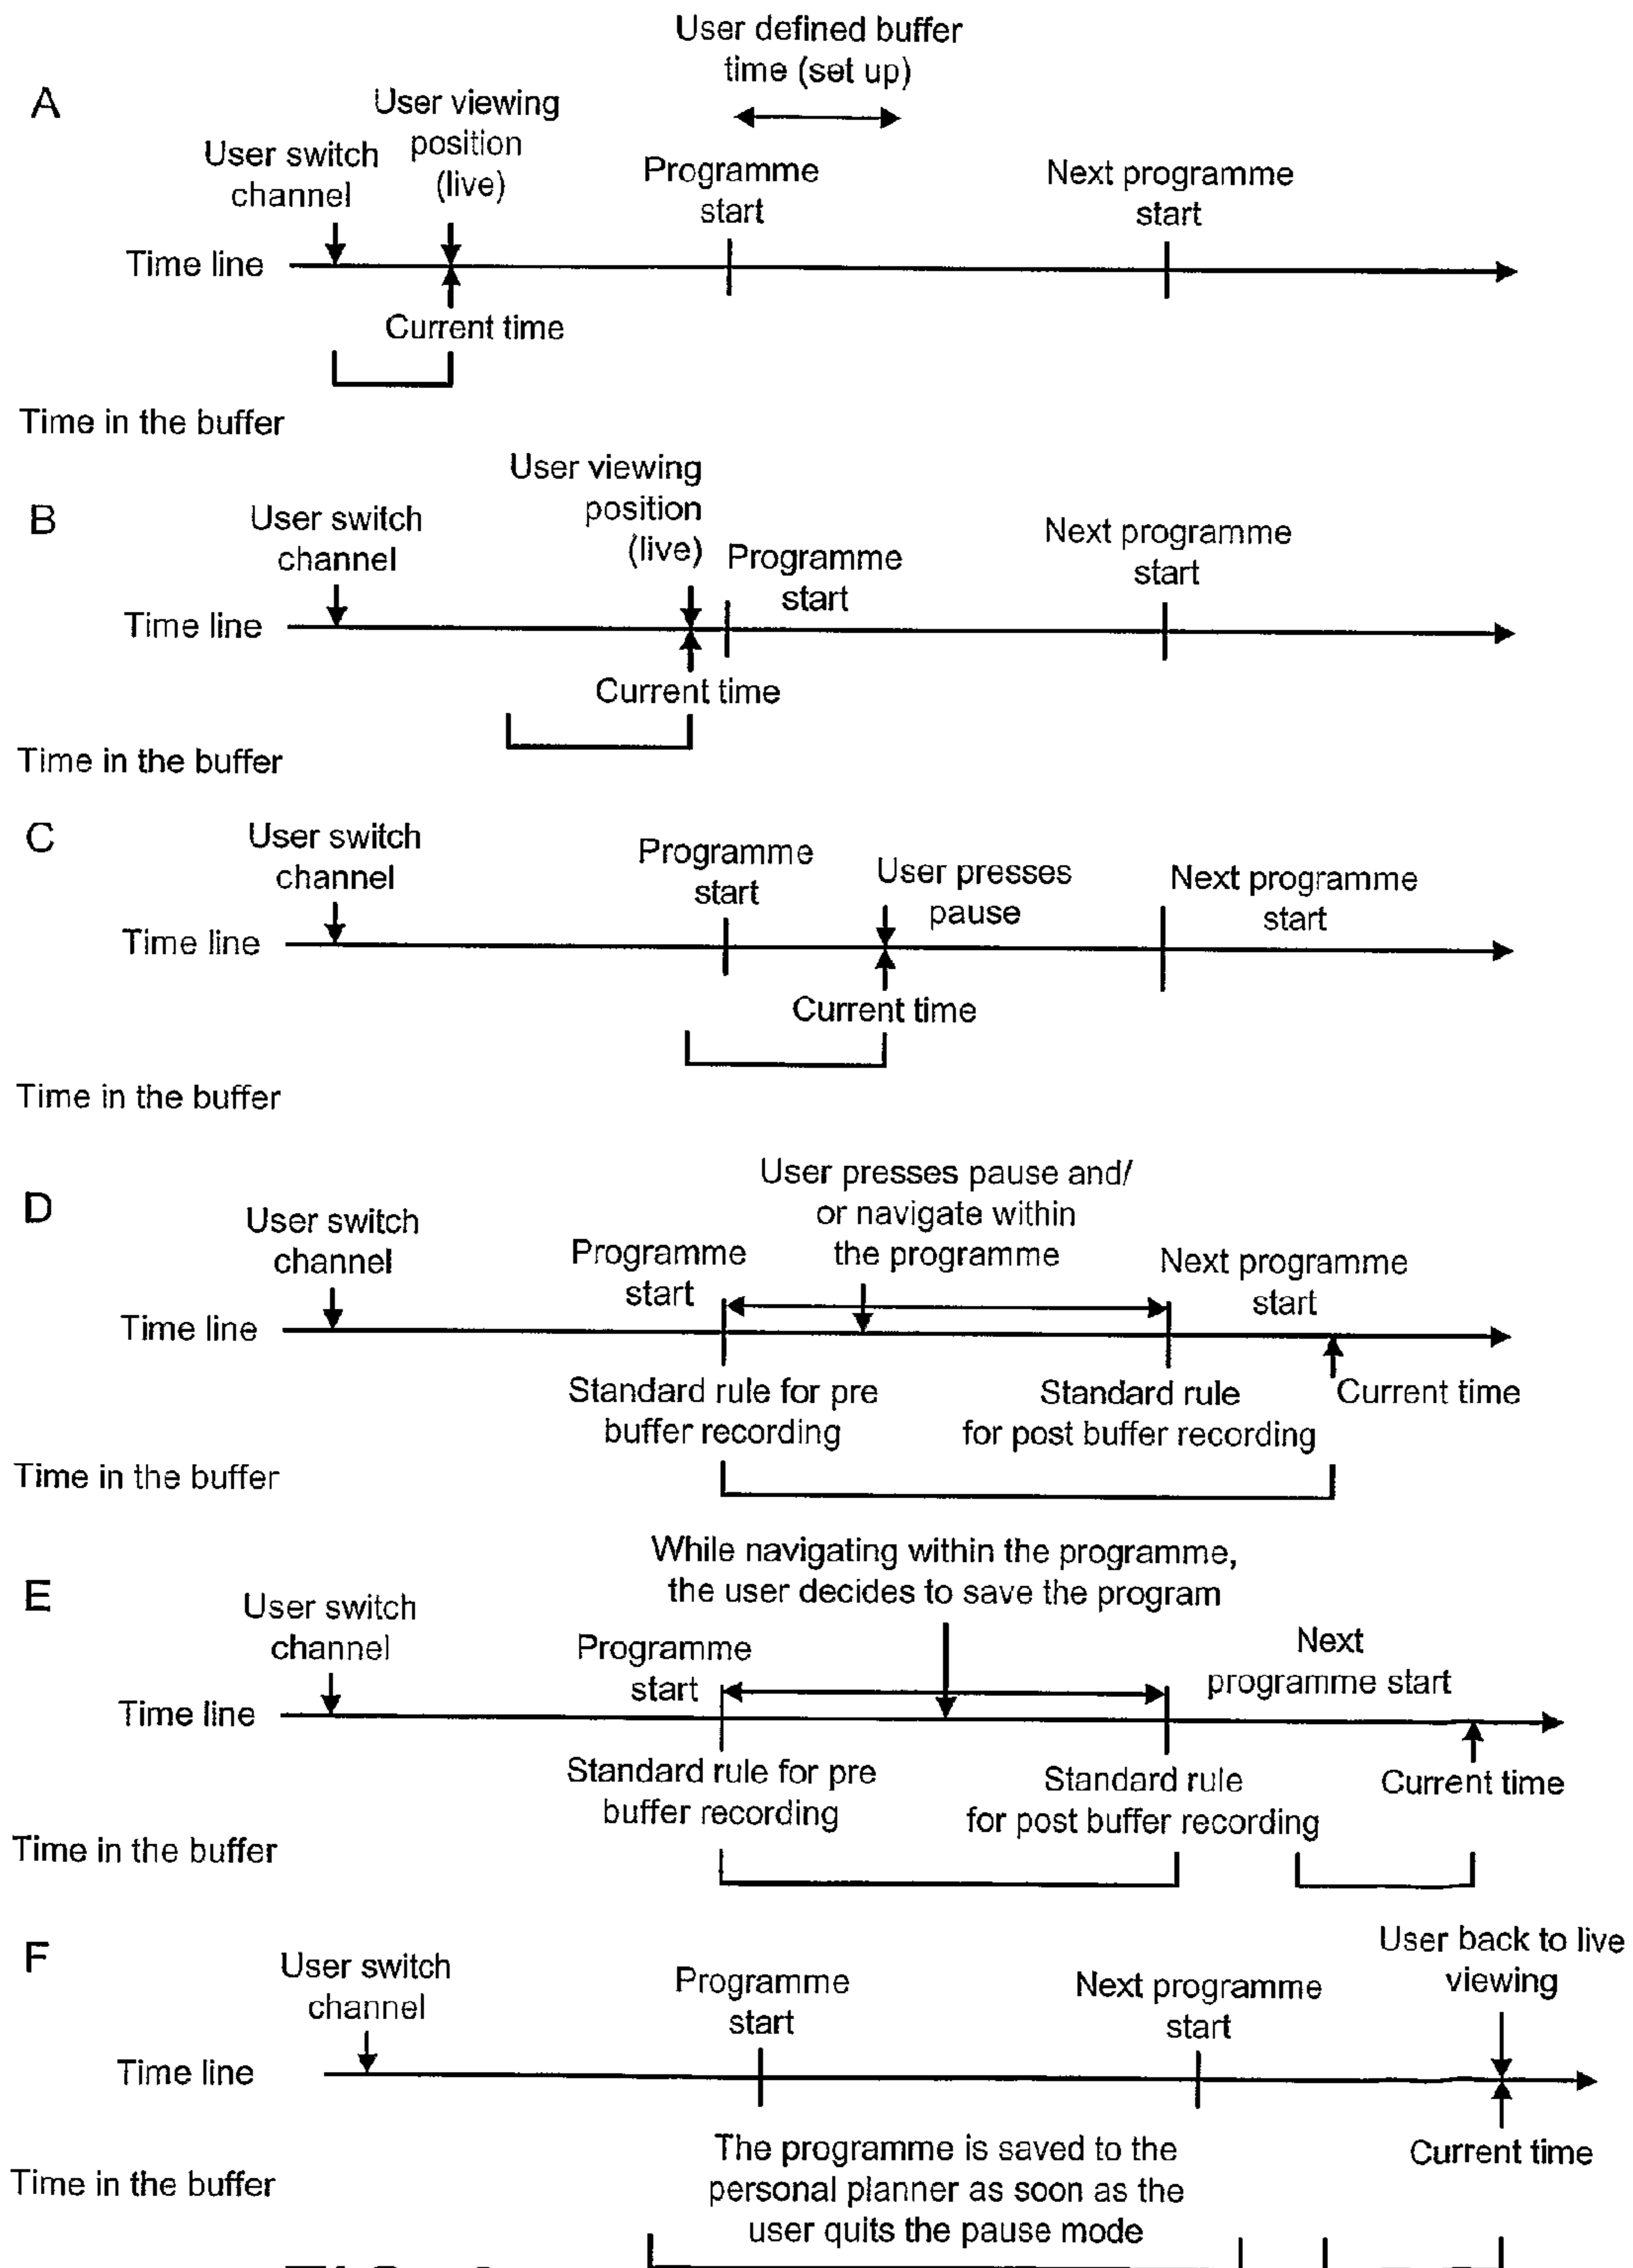 User defined buffer
time (set up)
A
User viewing
position
(live)
User switch
channel
Programme
start
Next programme
start
Time line
Current time
Time in the buffer
User viewing
position
(live)
B
User switch
channel
Programme
start
Next programme
start
Time line
Current time
Time in the buffer
C
User switch
channel
Programme
start
User presses
pause
Next programme
start
Time line
Current time
Time in the buffer
User presses pause and/
or navigate within
the programme
D
User switch
channel
Programme
start
Next programme
start
Time line
Standard rule for pre
buffer recording
Standard rule
for post buffer recording
Current time
Time in the buffer
While navigating within the programme,
the user decides to save the program
E
User switch
channel
Programme
start
Next
programme start
Time line
Standard rule for pre
buffer recording
Standard rule
for post buffer recording
Current time
Time in the buffer
F
User switch
channel
Programme
start
Next programme
start
User back to live
viewing
Time line
Current time
The programme is saved to the
personal planner as soon as the
user quits the pause mode
Time in the buffer